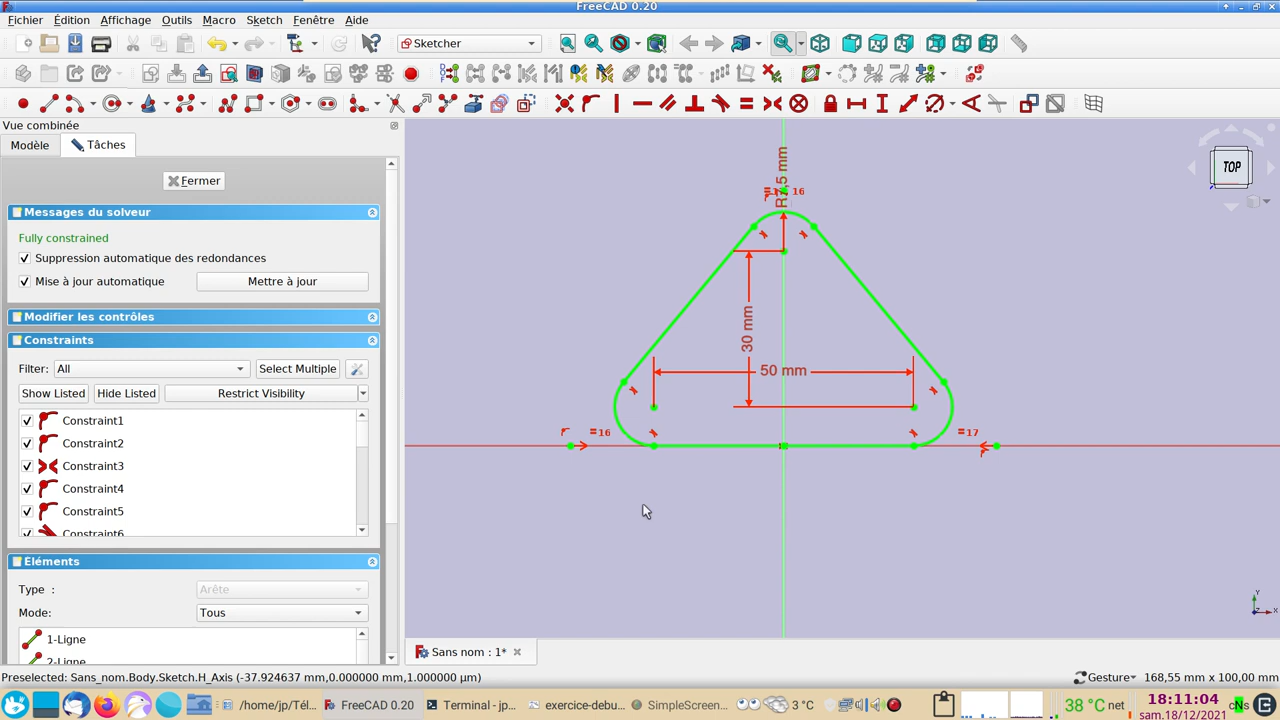 FreeCAD 0.20
Fichier Édition Affichage Outils Macro Sketch Fenêtre Aide
Sketcher
Vue combinée
Modèle Tâches
Fermer
Messages du solveur
Fully constrained
Suppression automatique des redondances
Mise à jour automatique Mettre à jour
Modifier les contrôles
Constraints
Filter: All Select Multiple
Show Listed Hide Listed Restrict Visibility
Constraint1
Constraint2
Constraint3
Constraint4
Constraint5
Constraint6
Eléments
Type : Arête
Mode: Tous
1-Ligne
2-Ligne
16
30 mm
50 mm
=16
=17
TOP
Y
X
Sans nom : 1*
Preselected: Sans_nom.Body.Sketch.H_Axis (-37.924637 mm,0.000000 mm,1.000000 µm)
Gesture 168,55 mm x 100,00 mm
/home/jp/Tél... FreeCAD 0.20 Terminal - jp... exercice-debu... SimpleScreen... 3 °C
38 °C net
18:11:04
sam.18/12/2021
cNs